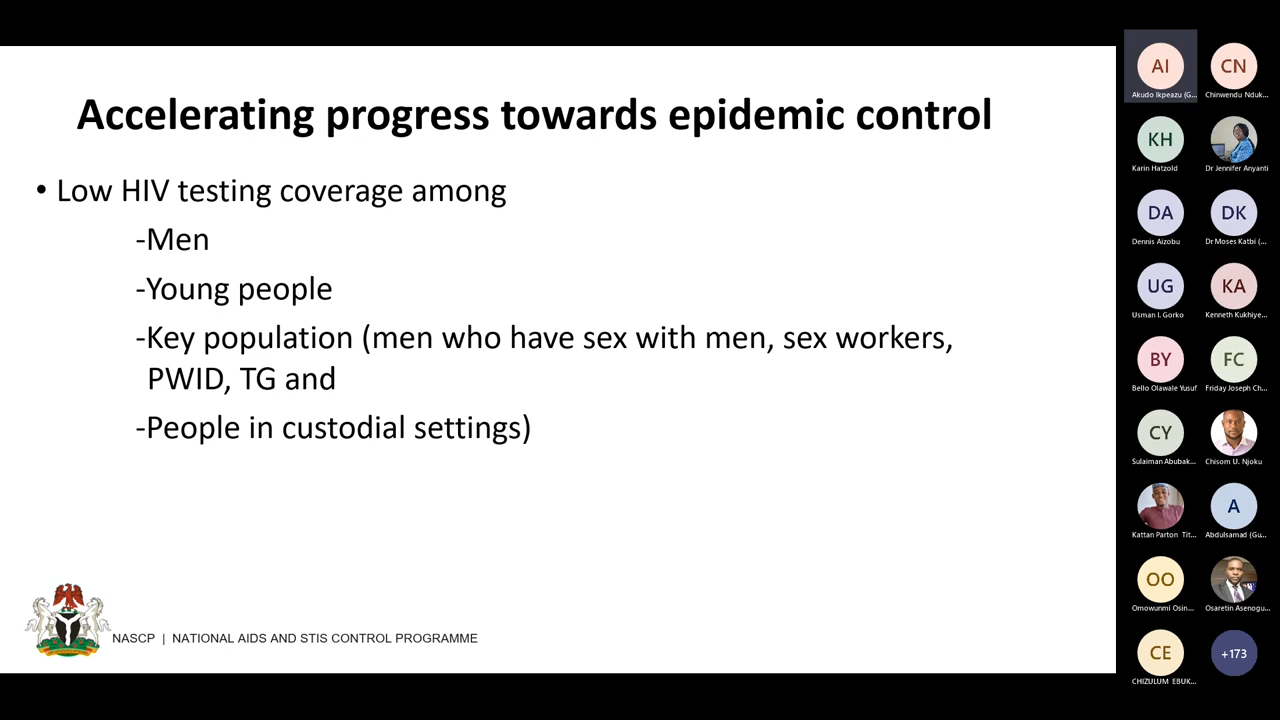 Accelerating progress towards epidemic control
• Low HIV testing coverage among
-Men
-Young people
-Key population (men who have sex with men, sex workers,
PWID, TG and
-People in custodial settings)
NASCP | NATIONAL AIDS AND STIS CONTROL PROGRAMME
AI
Akudo Ikpeazu (G...
CN
Chinwendu Nduk...
KH
Karin Hatzold
Dr Jennifer Anyanti
DA
Dennis Aizobu
DK
Dr Moses Katbi (...
UG
Usman I. Gorko
KA
Kenneth Kukhiye...
BY
Bello Olawale Yusuf
FC
Friday Joseph Ch...
CY
Sulaiman Abubak...
Chisom U. Njoku
Kattan Parton Tit...
A
Abdulsamad (Gu...
OO
Omowunmi Osin...
Osaretin Asenogu...
CE
CHIZULUM EBUK...
+173